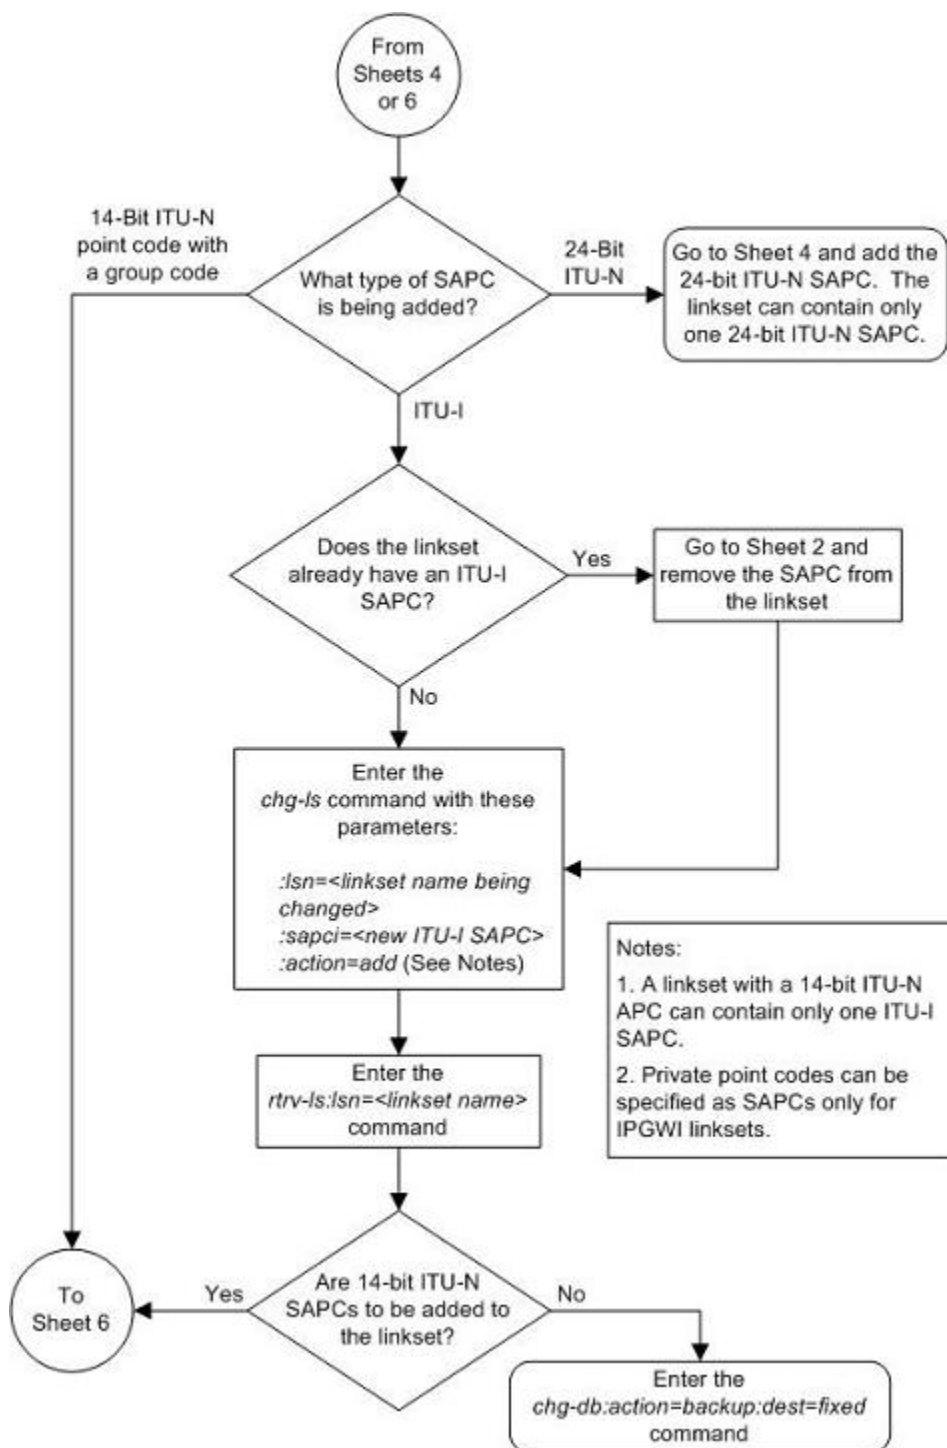 From
Sheets 4
or 6
14-Bit ITU-N
point code with
a group code
What type of SAPC
is being added?
24-Bit
ITU-N
Go to Sheet 4 and add the
24-bit ITU-N SAPC. The
linkset can contain only
one 24-bit ITU-N SAPC.
ITU-I
Does the linkset
already have an ITU-I
SAPC?
Yes
Go to Sheet 2 and
remove the SAPC from
the linkset
No
Enter the
chg-ls command with these
parameters:
:lsn=<linkset name being
changed>
:sapci=<new ITU-I SAPC>
:action=add (See Notes)
Notes:
1. A linkset with a 14-bit ITU-N
APC can contain only one ITU-I
SAPC.
2. Private point codes can be
specified as SAPCs only for
IPGWI linksets.
Enter the
rtrv-ls:lsn=<linkset name>
command
Are 14-bit ITU-N
SAPCs to be added to
the linkset?
Yes
To
Sheet 6
No
Enter the
chg-db:action=backup:dest=fixed
command